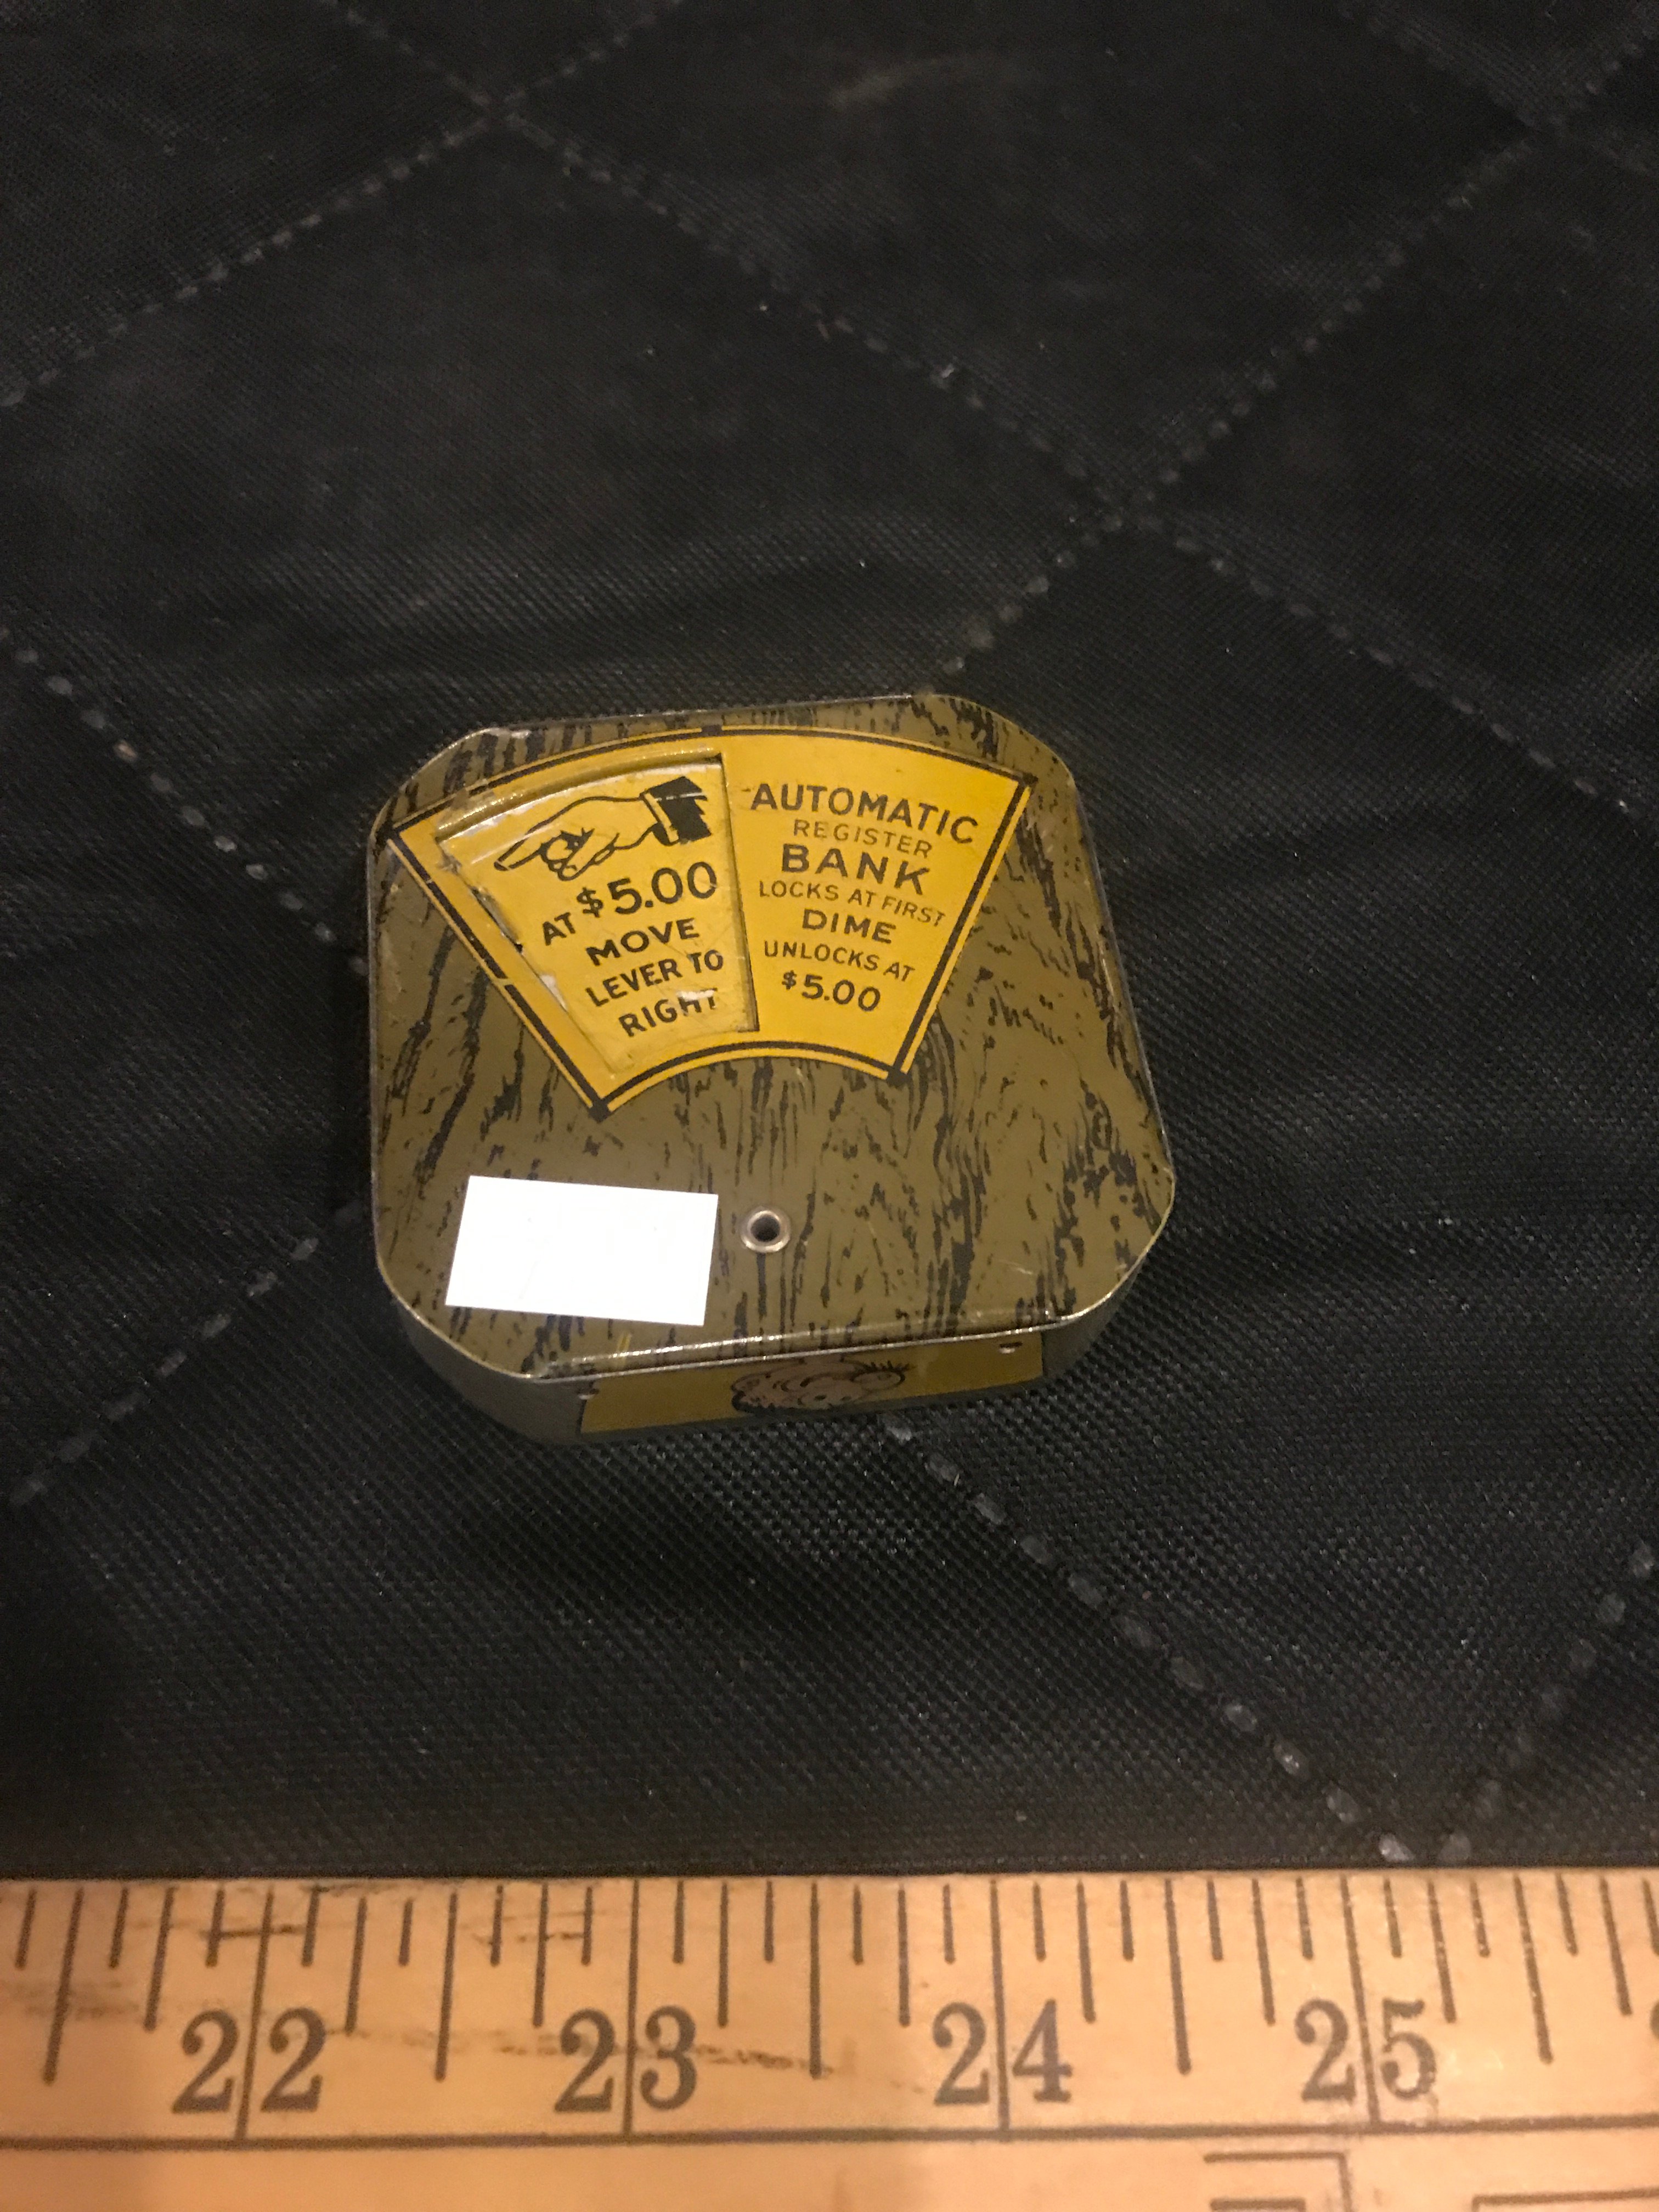 AT $5.00
MOVE
LEVER TO
RIGHT
AUTOMATIC
REGISTER
BANK
LOCKS AT FIRST
DIME
UNLOCKS AT
$5.00
22 23 24 25